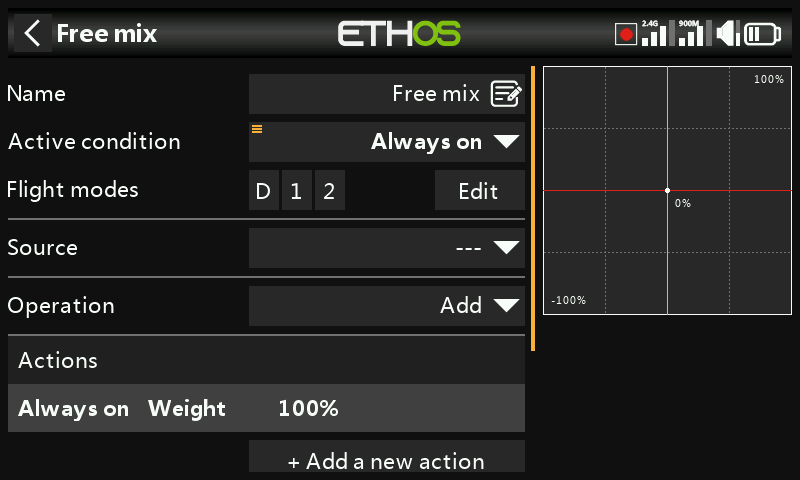 Free mix
ETHOS
2.4G
900M
Name
Free mix
Active condition
Always on
Flight modes
D 1 2
Edit
Source
---
Operation
Add
Actions
Always on Weight 100%
+ Add a new action
100%
0%
-100%